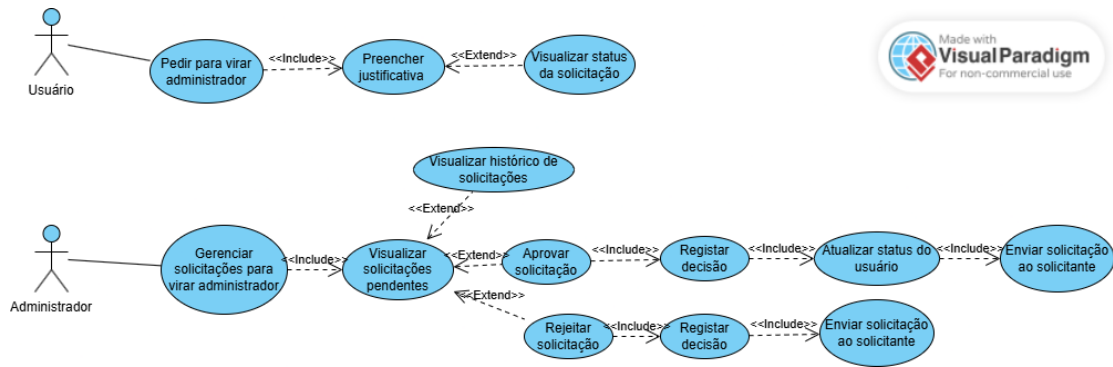 Made with
Visual Paradigm
For non-commercial use
Usuário
Pedir para virar
administrador
<<Include>>
Preencher
justificativa
<<Extend>>
Visualizar status
da solicitação
Visualizar histórico de
solicitações
<<Extend>>
Administrador
Gerenciar
solicitações para
virar administrador
<<Include>>
Visualizar
solicitações
pendentes
<<Extend>>
Aprovar
solicitação
<<Include>>
Registar
decisão
<<Include>>
Atualizar status do
usuário
<<Include>>
Enviar solicitação
ao solicitante
<<Extend>>
Rejeitar
solicitação
<<Include>>
Registar
decisão
<<Include>>
Enviar solicitação
ao solicitante